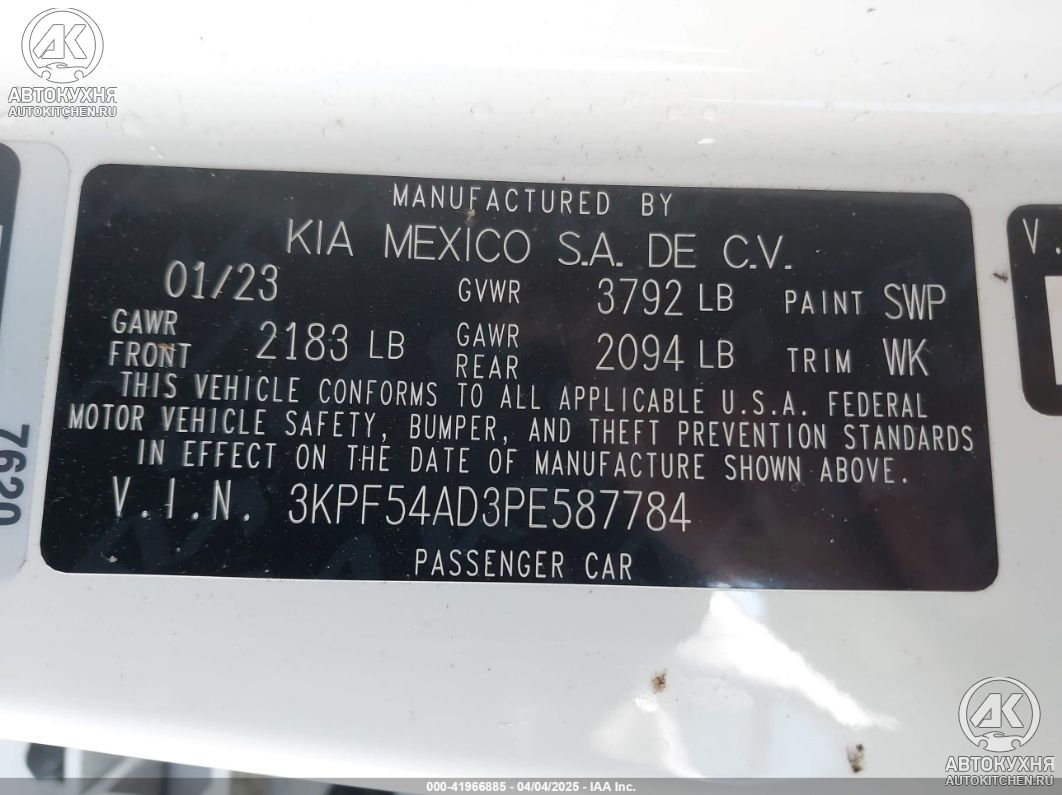 AK
АВТОКУХНЯ
AUTOKITCHEN.RU
MANUFACTURED BY
KIA MEXICO S.A. DE C.V.
01/23 GVWR 3792 LB PAINT SWP
GAWR FRONT 2183 LB GAWR REAR 2094 LB TRIM WK
THIS VEHICLE CONFORMS TO ALL APPLICABLE U.S.A. FEDERAL
MOTOR VEHICLE SAFETY, BUMPER, AND THEFT PREVENTION STANDARDS
IN EFFECT ON THE DATE OF MANUFACTURE SHOWN ABOVE.
V.I.N. 3KPF54AD3PE587784
PASSENGER CAR
7620
V.
AK
АВТОКУХНЯ
AUTOKITCHEN.RU
000-41966885 - 04/04/2025 - IAA Inc.